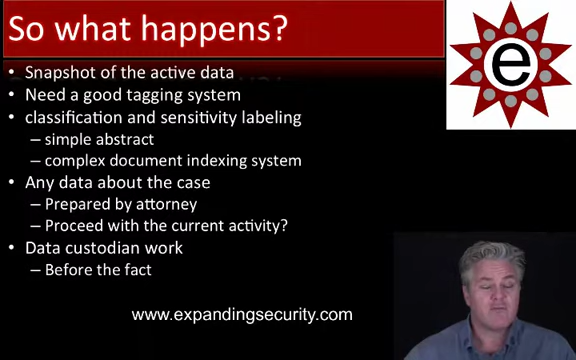 So what happens?
e
• Snapshot of the active data
• Need a good tagging system
• classification and sensitivity labeling
– simple abstract
– complex document indexing system
• Any data about the case
– Prepared by attorney
– Proceed with the current activity?
• Data custodian work
– Before the fact
www.expandingsecurity.com